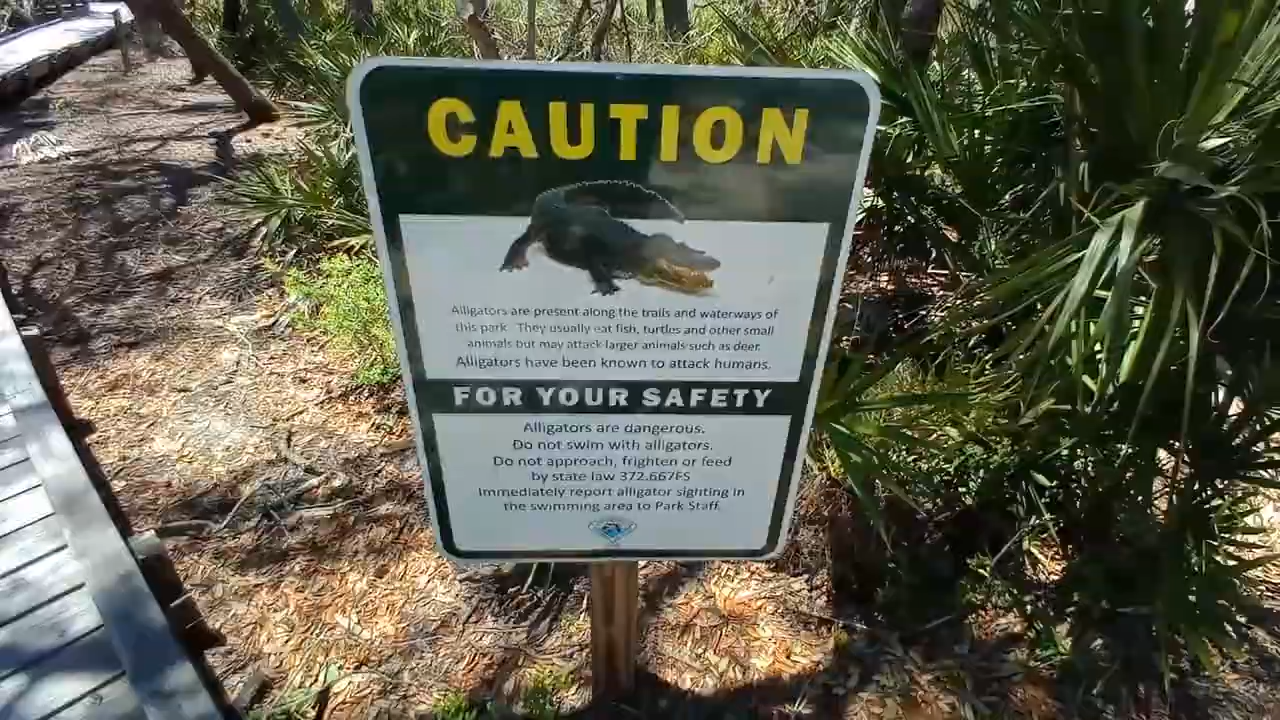 CAUTION
Alligators are present along the trails and waterways of
this park. They usually eat fish, turtles and other small
animals but may attack larger animals such as deer.
Alligators have been known to attack humans.
FOR YOUR SAFETY
Alligators are dangerous.
Do not swim with alligators.
Do not approach, frighten or feed
by state law 372.667FS
Immediately report alligator sighting in
the swimming area to Park Staff.